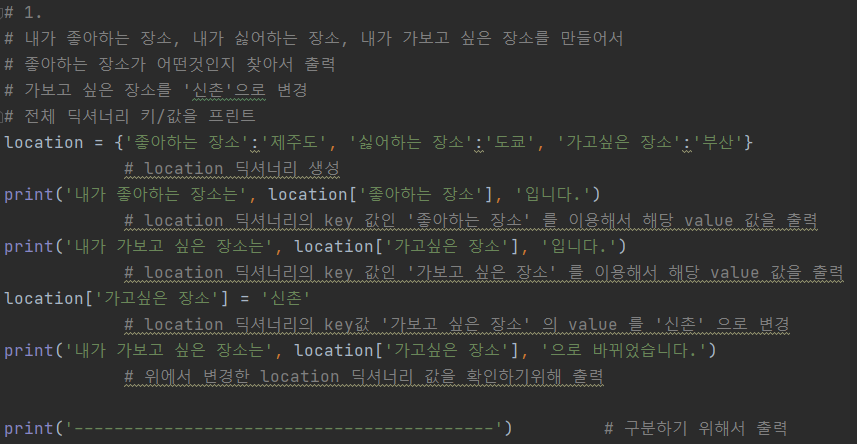 # 1.
# 내가 좋아하는 장소, 내가 싫어하는 장소, 내가 가보고 싶은 장소를 만들어서
# 좋아하는 장소가 어떤것인지 찾아서 출력
# 가보고 싶은 장소를 '신촌'으로 변경
# 전체 딕셔너리 키/값을 프린트
location = {'좋아하는 장소':'제주도', '싫어하는 장소':'도쿄', '가고싶은 장소':'부산'}
# location 딕셔너리 생성
print('내가 좋아하는 장소는', location['좋아하는 장소'], '입니다.')
# location 딕셔너리의 key 값인 '좋아하는 장소' 를 이용해서 해당 value 값을 출력
print('내가 가보고 싶은 장소는', location['가고싶은 장소'], '입니다.')
# location 딕셔너리의 key 값인 '가보고 싶은 장소' 를 이용해서 해당 value 값을 출력
location['가고싶은 장소'] = '신촌'
# location 딕셔너리의 key값 '가보고 싶은 장소' 의 value 를 '신촌' 으로 변경
print('내가 가보고 싶은 장소는', location['가고싶은 장소'], '으로 바뀌었습니다.')
# 위에서 변경한 location 딕셔너리 값을 확인하기위해 출력
print('------------------------------------------') # 구분하기 위해서 출력